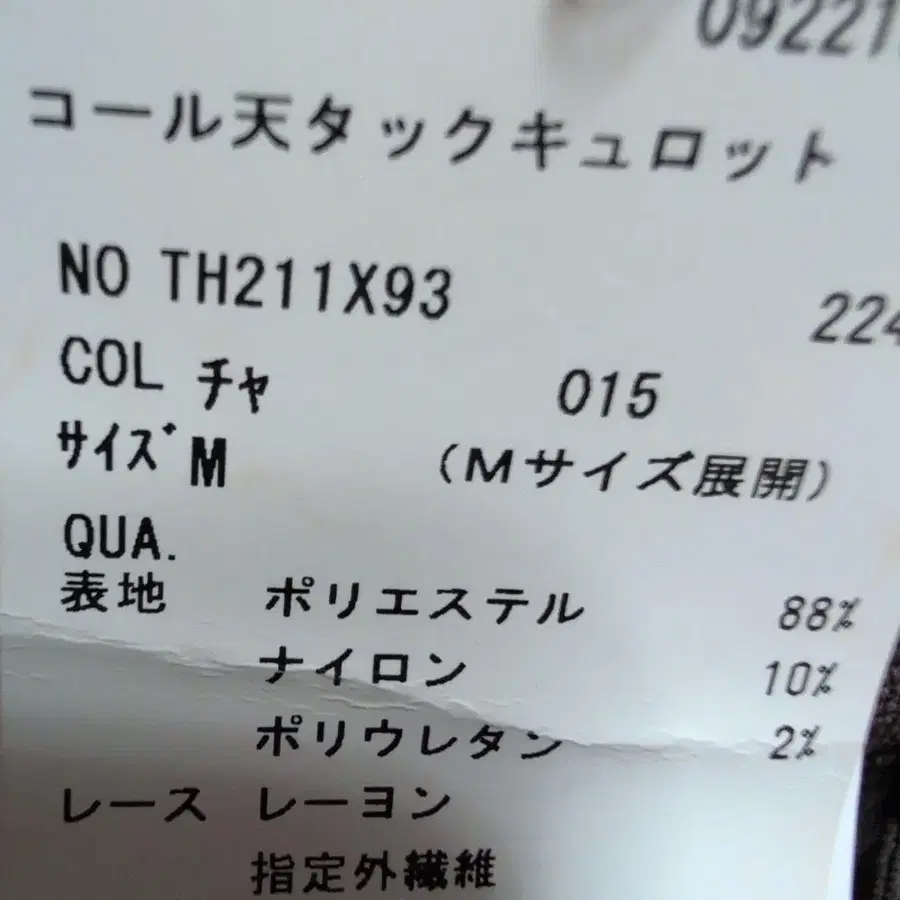 09221
コール天タックキュロット
NO TH211X93 224
COL チャ 015
サイズ M (Mサイズ展開)
QUA.
表地 ポリエステル 88%
ナイロン 10%
ポリウレタン 2%
レース レーヨン
指定外繊維